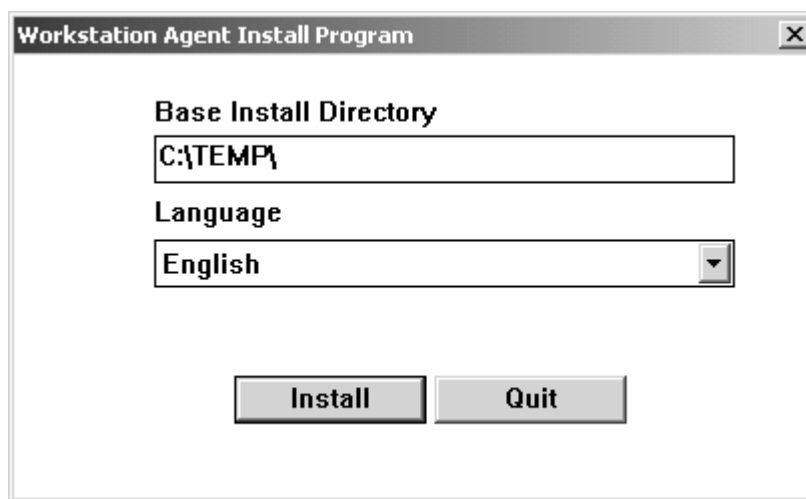 Workstation Agent Install Program
Base Install Directory
C:\TEMP\
Language
English
Install Quit